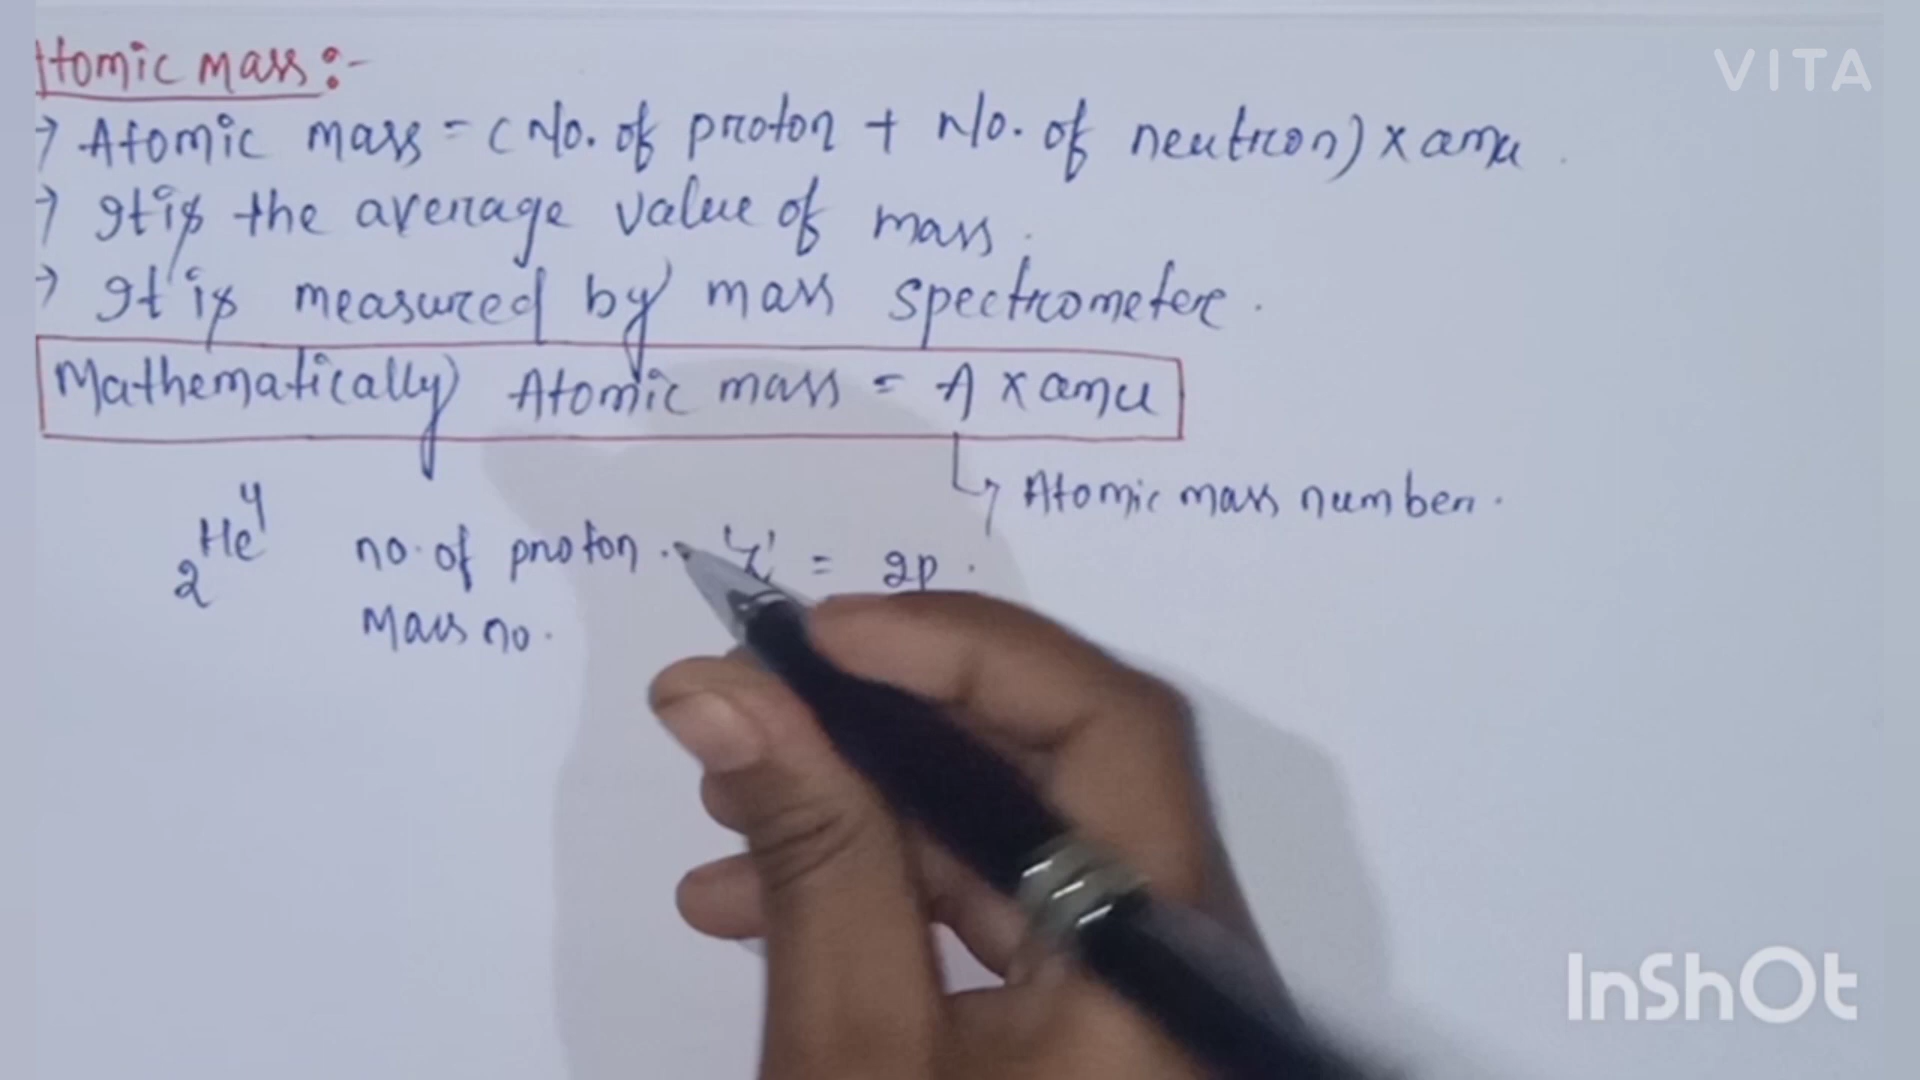 Atomic mass:-
VITA
→ Atomic mass = (No. of proton + No. of neutron) x amu
→ It is the average value of mass.
→ It is measured by mass spectrometer.
Mathematically Atomic mass = A x amu
→ Atomic mass number.
2He4 no. of proton. 'Z' = 2p.
Mass no.
InShOt